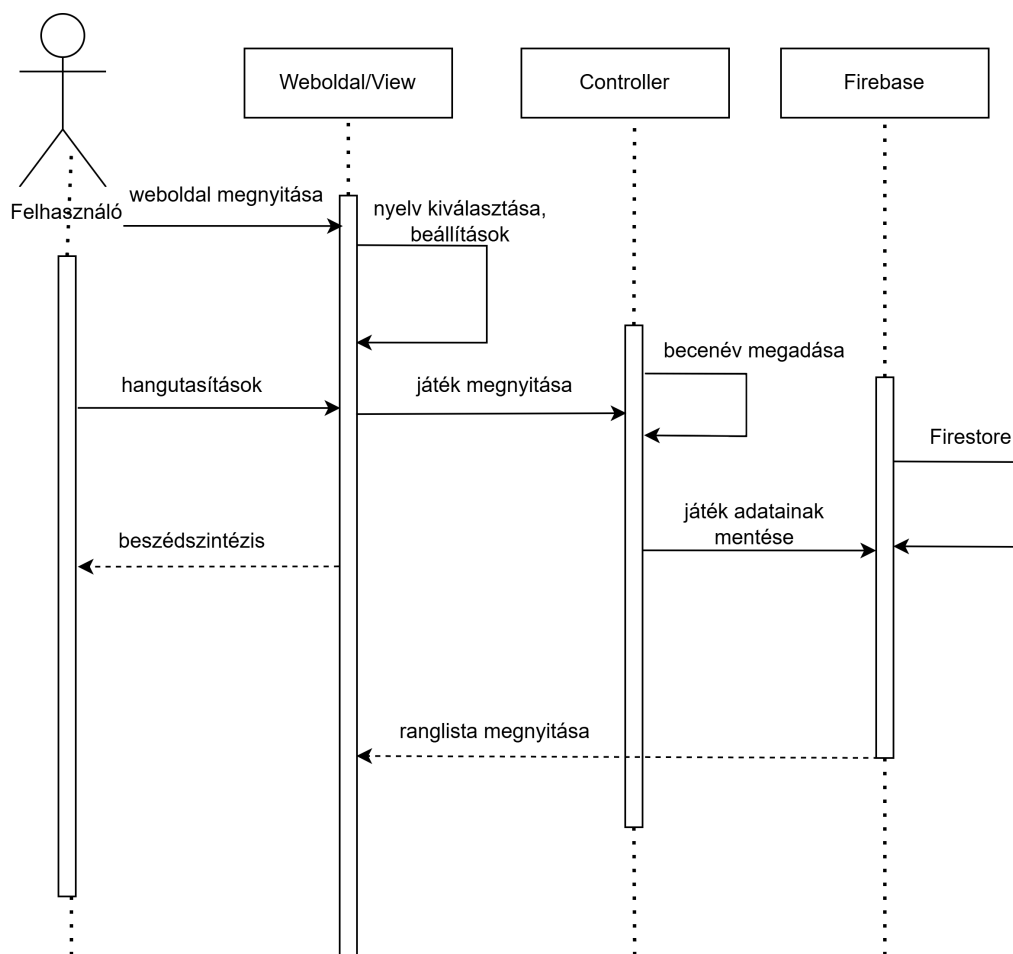 Weboldal/View
Controller
Firebase
Felhasználó
weboldal megnyitása
nyelv kiválasztása,
beállítások
becenév megadása
hangutasítások
játék megnyitása
Firestore
játék adatainak
mentése
beszédszintézis
ranglista megnyitása